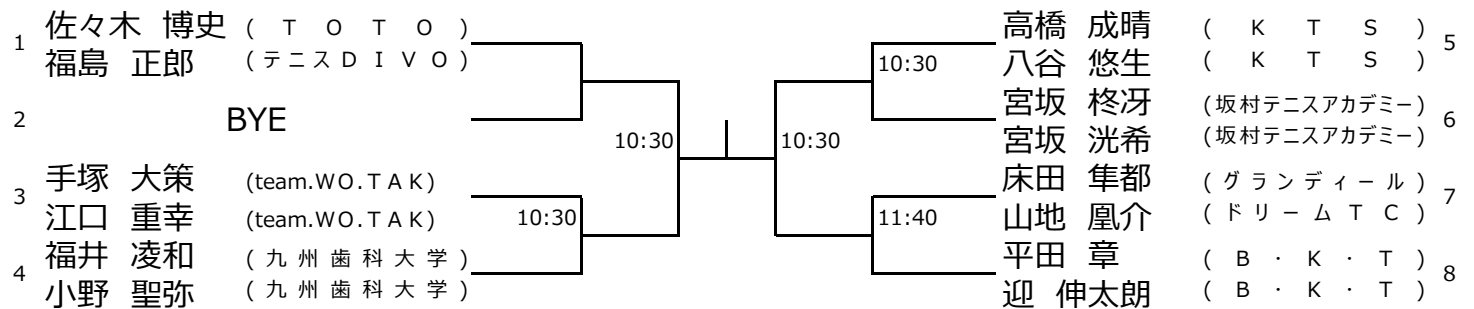 1 佐々木 博史 (TOTO)
福島 正郎 (テニスDIVO)
2 BYE
3 手塚 大策 (team.WO.TAK)
江口 重幸 (team.WO.TAK)
4 福井 凌和 (九州歯科大学)
小野 聖弥 (九州歯科大学)
10:30
10:30
10:30
10:30
11:40
高橋 成晴 (KTS) 5
八谷 悠生 (KTS)
宮坂 柊冴 (坂村テニスアカデミー) 6
宮坂 洸希 (坂村テニスアカデミー)
床田 隼都 (グランディール) 7
山地 凰介 (ドリームTC)
平田 章 (B・K・T) 8
迎 伸太朗 (B・K・T)